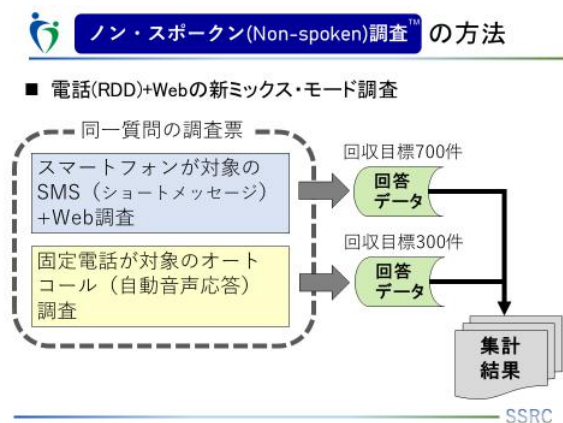 ノン・スポークン(Non-spoken)調査™ の方法
■ 電話(RDD)+Webの新ミックス・モード調査
同一質問の調査票
スマートフォンが対象の
SMS（ショートメッセージ）
+Web調査
回収目標700件
回答
データ
固定電話が対象のオート
コール（自動音声応答）
調査
回収目標300件
回答
データ
集計
結果
SSRC